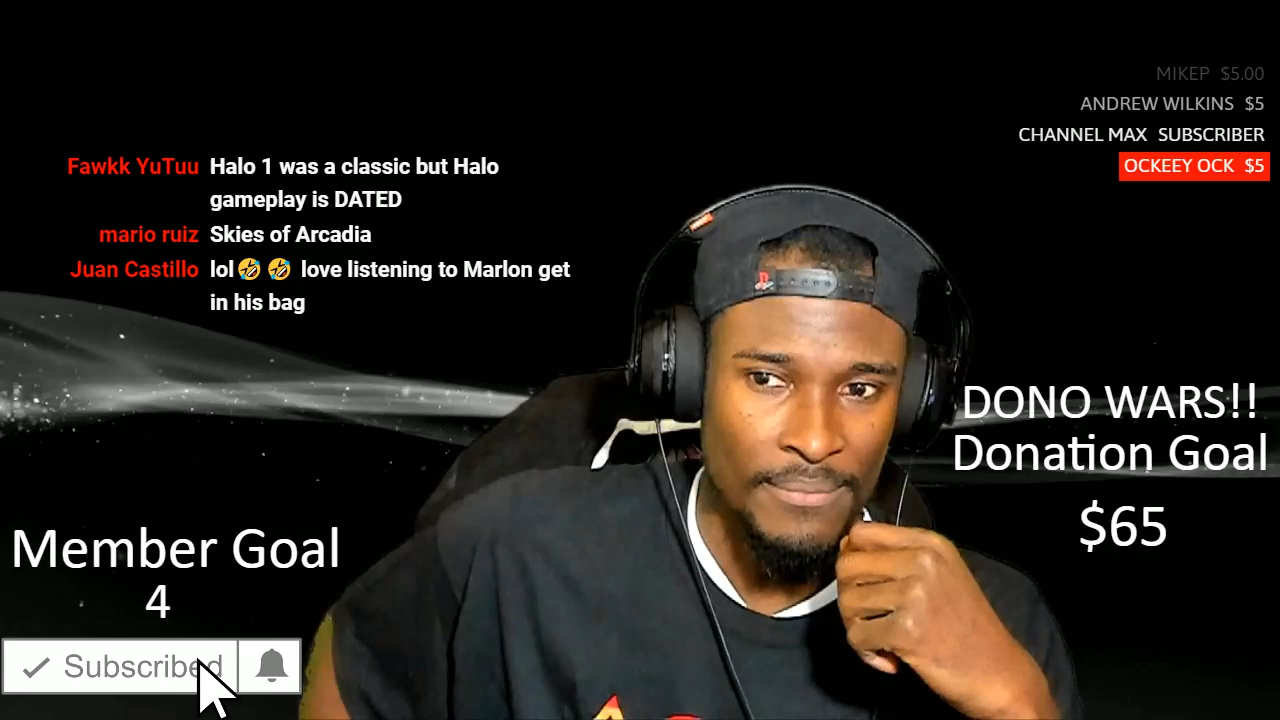 MIKEP $5.00
ANDREW WILKINS $5
CHANNEL MAX SUBSCRIBER
OCKEEY OCK $5
Fawkk YuTuu Halo 1 was a classic but Halo
gameplay is DATED
mario ruiz Skies of Arcadia
Juan Castillo lol🤣🤣 love listening to Marlon get
in his bag
DONO WARS!!
Donation Goal
$65
Member Goal
4
Subscribed